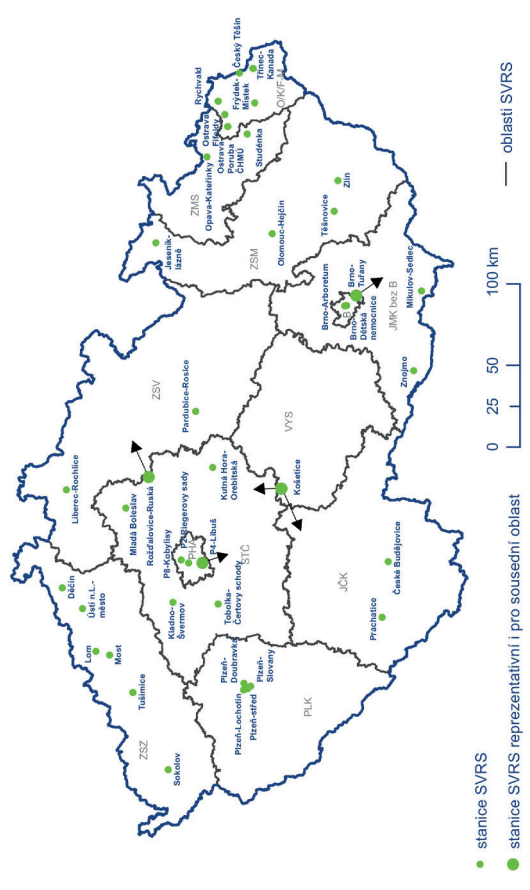 Liberec-Rochlice
Děčín
Ústí n.L.-
město
Lom
Most
Tušimice
ZSZ
Sokolov
Mladá Boleslav
Rožďalovice-Ruská
P8-Kobylisy
P2-Riegerovy sady
PHA
P4-Libuš
Kladno-
Švermov
Tobolka-
Čertovy schody
STČ
Kutná Hora-
Orebitská
ZSV
Pardubice-Rosice
Plzeň-
Doubravka
Plzeň-Lochotín
Plzeň-střed
Plzeň-
Slovany
PLK
JČK
Prachatice
České Budějovice
Košetice
VYS
Jeseník-
lázně
ZMS
Opava-Kateřinky
Ostrava
Poruba
ČHMÚ
Ostrava
Fifejdy
Rychvald
Frýdek-
Místek
Český Těšín
Třinec-
Kanada
O/K/F-M
Studénka
ZSM
Olomouc-Hejčín
Těšnovice
Zlín
Brno-Arboretum
B
Brno-
Tuřany
Brno-
Dětská
nemocnice
JMK bez B
Mikulov-Sedlec
Znojmo
0 25 50 100 km
stanice SVRS
stanice SVRS reprezentativní i pro sousední oblast
oblasti SVRS